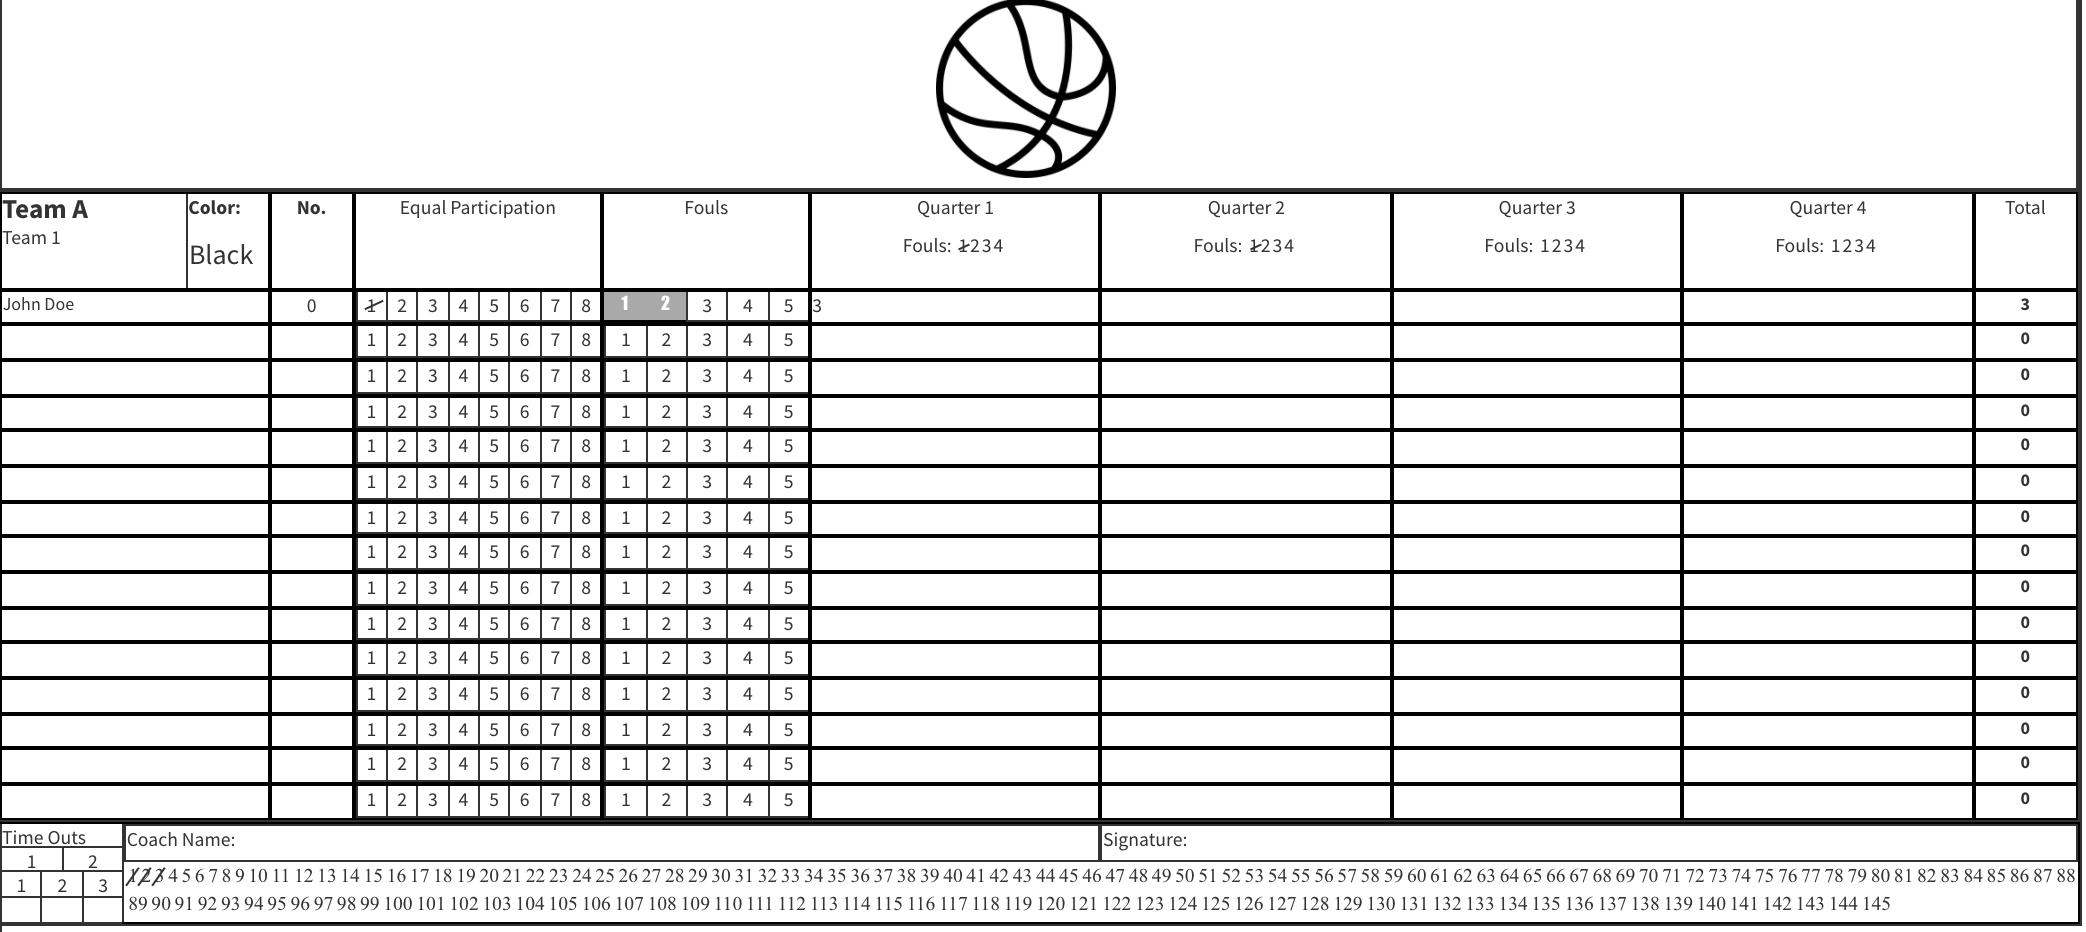 Team A Color: No. Equal Participation Fouls Quarter 1 Quarter 2 Quarter 3 Quarter 4 Total
Team 1 Black Fouls: 1234 Fouls: 1234 Fouls: 1234 Fouls: 1234
John Doe 0 1 2 3 4 5 6 7 8 1 2 3 4 5 3 3
1 2 3 4 5 6 7 8 1 2 3 4 5 0
1 2 3 4 5 6 7 8 1 2 3 4 5 0
1 2 3 4 5 6 7 8 1 2 3 4 5 0
1 2 3 4 5 6 7 8 1 2 3 4 5 0
1 2 3 4 5 6 7 8 1 2 3 4 5 0
1 2 3 4 5 6 7 8 1 2 3 4 5 0
1 2 3 4 5 6 7 8 1 2 3 4 5 0
1 2 3 4 5 6 7 8 1 2 3 4 5 0
1 2 3 4 5 6 7 8 1 2 3 4 5 0
1 2 3 4 5 6 7 8 1 2 3 4 5 0
1 2 3 4 5 6 7 8 1 2 3 4 5 0
1 2 3 4 5 6 7 8 1 2 3 4 5 0
1 2 3 4 5 6 7 8 1 2 3 4 5 0
1 2 3 4 5 6 7 8 1 2 3 4 5 0
Time Outs Coach Name: Signature:
1 2
1 2 3 1 2 3 4 5 6 7 8 9 10 11 12 13 14 15 16 17 18 19 20 21 22 23 24 25 26 27 28 29 30 31 32 33 34 35 36 37 38 39 40 41 42 43 44 45 46 47 48 49 50 51 52 53 54 55 56 57 58 59 60 61 62 63 64 65 66 67 68 69 70 71 72 73 74 75 76 77 78 79 80 81 82 83 84 85 86 87 88
89 90 91 92 93 94 95 96 97 98 99 100 101 102 103 104 105 106 107 108 109 110 111 112 113 114 115 116 117 118 119 120 121 122 123 124 125 126 127 128 129 130 131 132 133 134 135 136 137 138 139 140 141 142 143 144 145